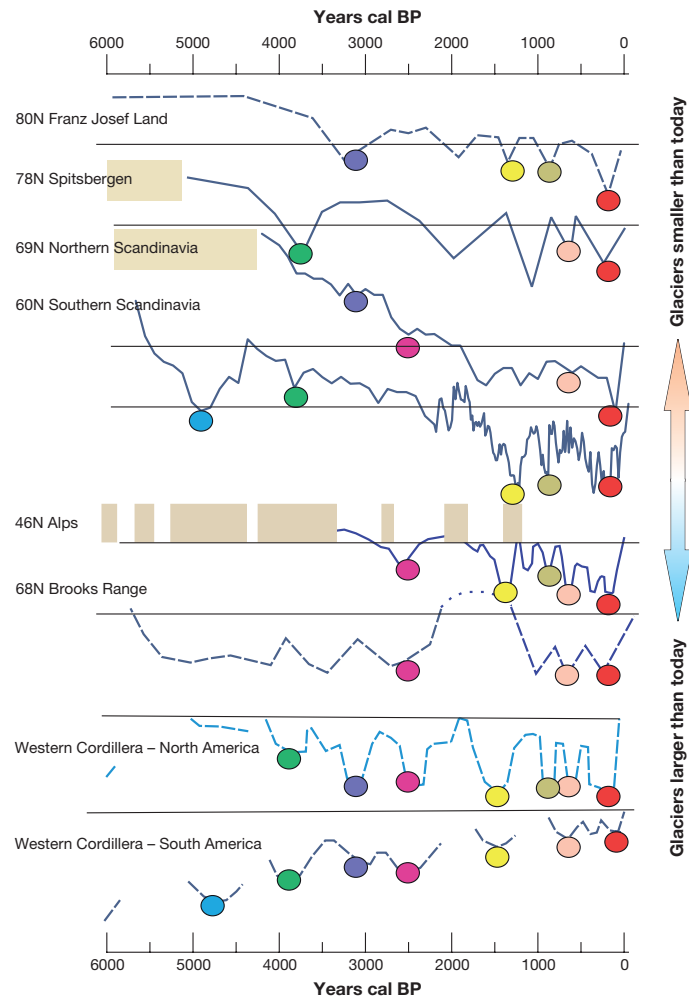 Years cal BP
6000 5000 4000 3000 2000 1000 0
80N Franz Josef Land
78N Spitsbergen
69N Northern Scandinavia
60N Southern Scandinavia
46N Alps
68N Brooks Range
Western Cordillera – North America
Western Cordillera – South America
6000 5000 4000 3000 2000 1000 0
Years cal BP
Glaciers smaller than today
Glaciers larger than today